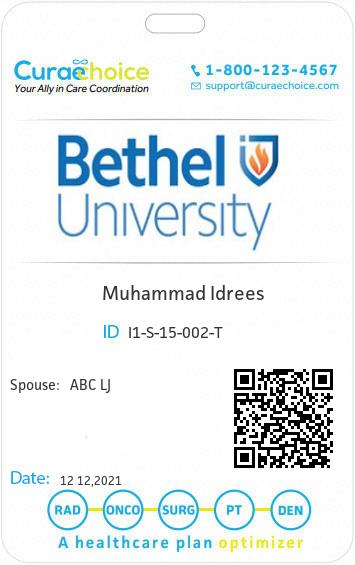 Curaechoice
Your Ally in Care Coordination
1-800-123-4567
support@curaechoice.com
Bethel
University
Muhammad Idrees
ID I1-S-15-002-T
Spouse: ABC LJ
Date: 12 12,2021
RAD ONCO SURG PT DEN
A healthcare plan optimizer